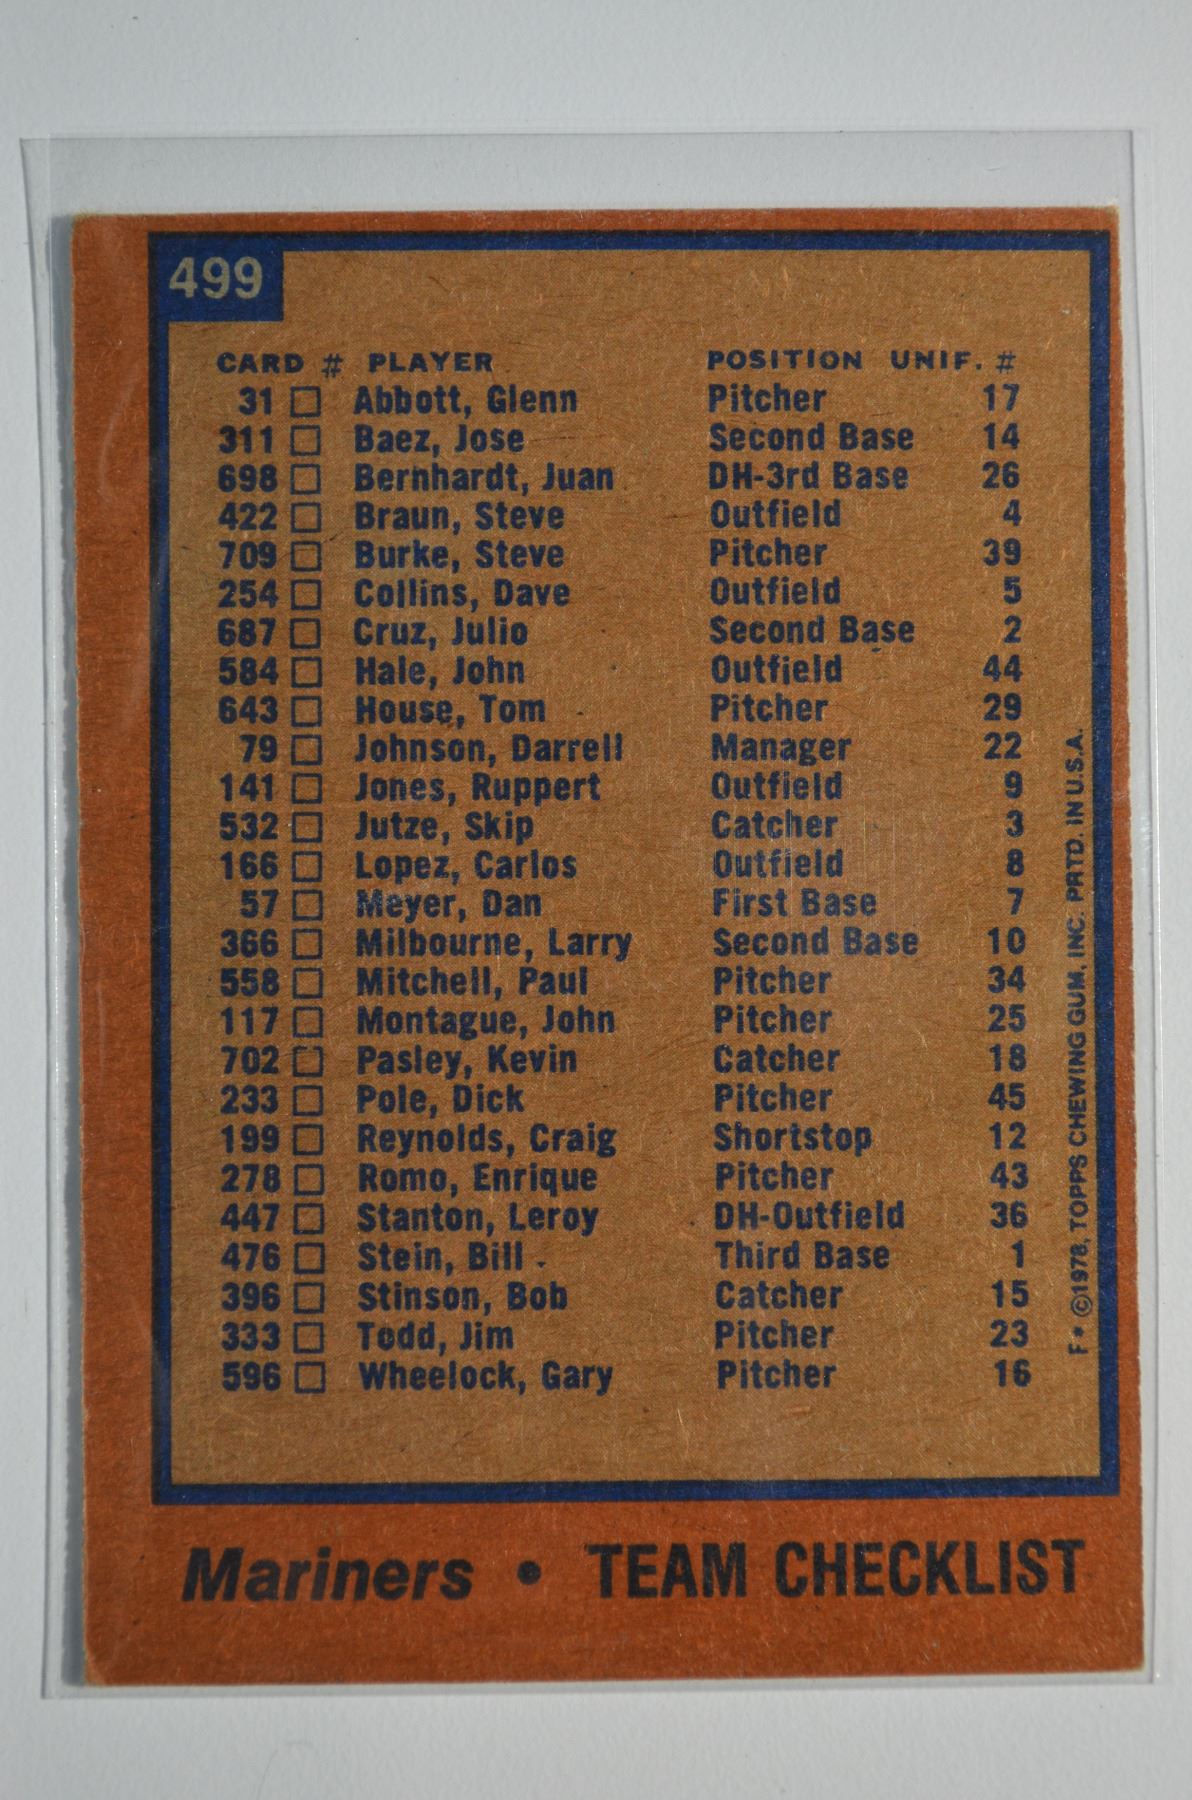 499
CARD # PLAYER POSITION UNIF. #
31 Abbott, Glenn Pitcher 17
311 Baez, Jose Second Base 14
698 Bernhardt, Juan DH-3rd Base 26
422 Braun, Steve Outfield 4
709 Burke, Steve Pitcher 39
254 Collins, Dave Outfield 5
687 Cruz, Julio Second Base 2
584 Hale, John Outfield 44
643 House, Tom Pitcher 29
79 Johnson, Darrell Manager 22
141 Jones, Ruppert Outfield 9
532 Jutze, Skip Catcher 3
166 Lopez, Carlos Outfield 8
57 Meyer, Dan First Base 7
366 Milbourne, Larry Second Base 10
558 Mitchell, Paul Pitcher 34
117 Montague, John Pitcher 25
702 Pasley, Kevin Catcher 18
233 Pole, Dick Pitcher 45
199 Reynolds, Craig Shortstop 12
278 Romo, Enrique Pitcher 43
447 Stanton, Leroy DH-Outfield 36
476 Stein, Bill Third Base 1
396 Stinson, Bob Catcher 15
333 Todd, Jim Pitcher 23
596 Wheelock, Gary Pitcher 16
F• ©1978, TOPPS CHEWING GUM, INC. PRTD. IN U.S.A.
Mariners • TEAM CHECKLIST